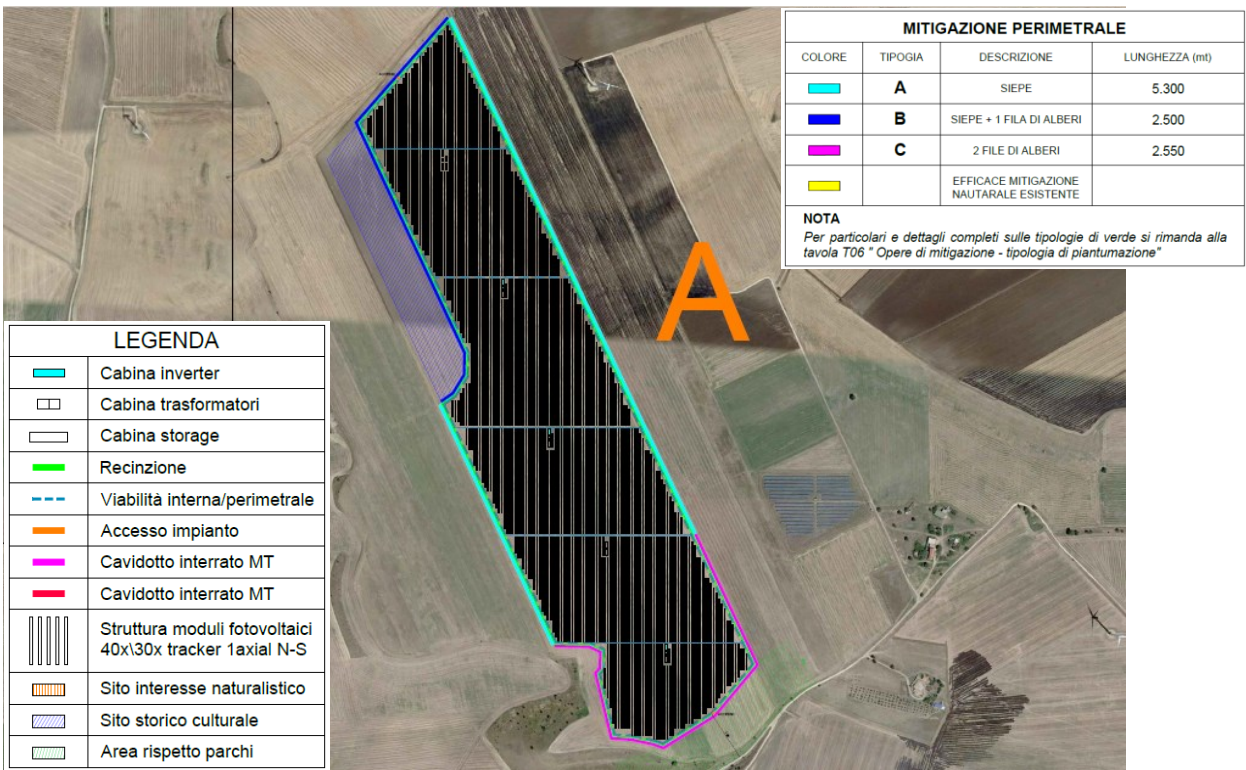 MITIGAZIONE PERIMETRALE
COLORE TIPOGIA DESCRIZIONE LUNGHEZZA (mt)
A SIEPE 5.300
B SIEPE + 1 FILA DI ALBERI 2.500
C 2 FILE DI ALBERI 2.550
EFFICACE MITIGAZIONE
NAUTARALE ESISTENTE
NOTA
Per particolari e dettagli completi sulle tipologie di verde si rimanda alla
tavola T06 " Opere di mitigazione - tipologia di piantumazione"
A
LEGENDA
Cabina inverter
Cabina trasformatori
Cabina storage
Recinzione
Viabilità interna/perimetrale
Accesso impianto
Cavidotto interrato MT
Cavidotto interrato MT
Struttura moduli fotovoltaici
40x\30x tracker 1axial N-S
Sito interesse naturalistico
Sito storico culturale
Area rispetto parchi